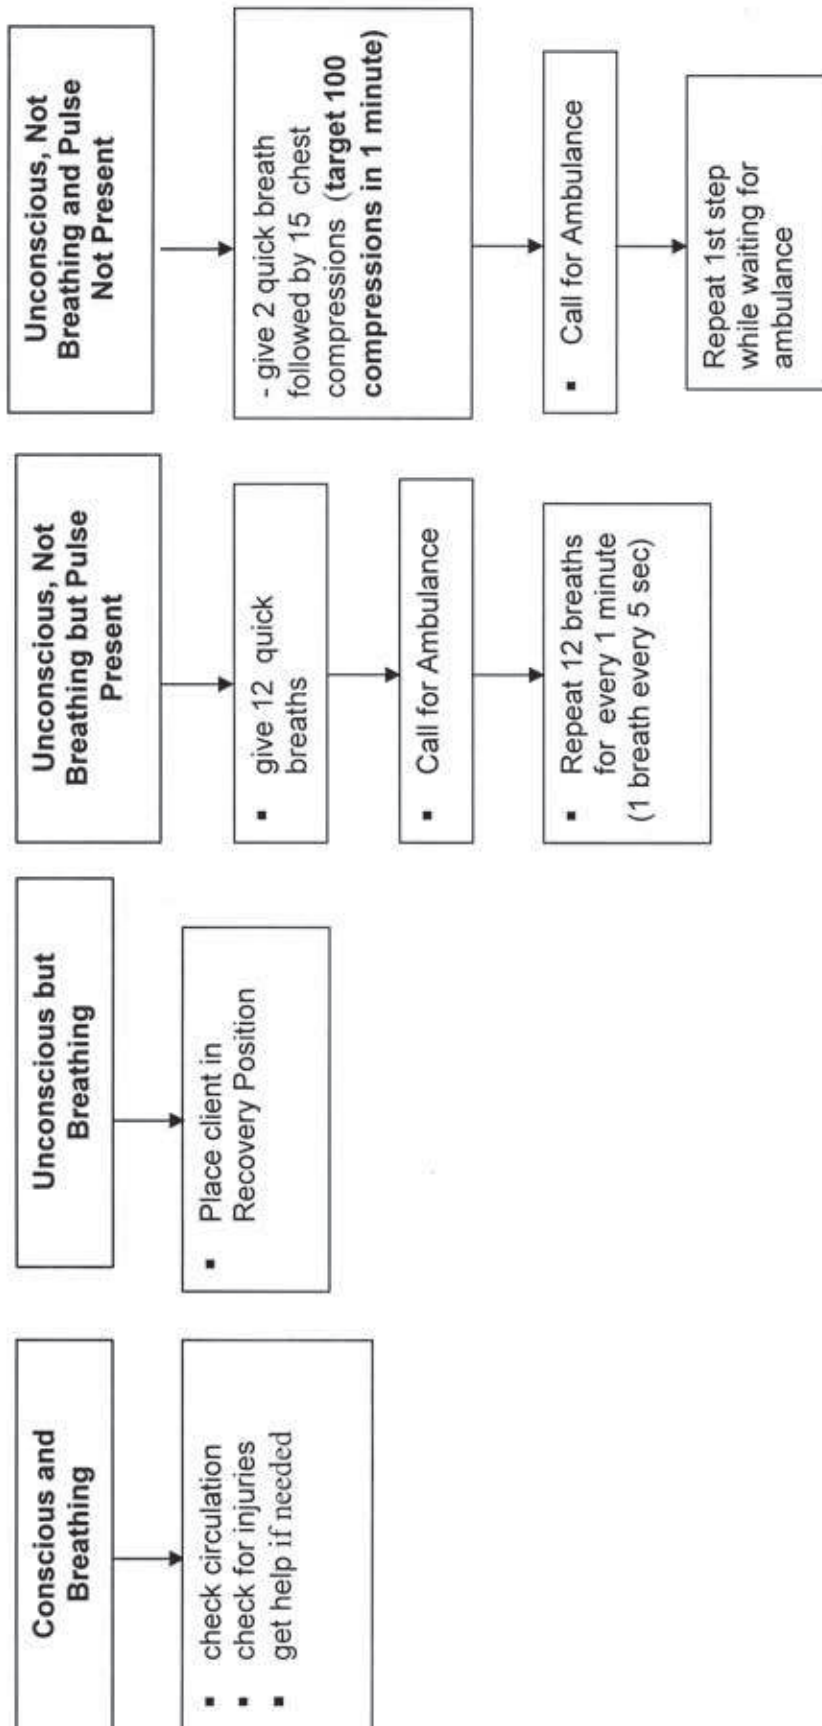 Conscious and
Breathing
▪ check circulation
▪ check for injuries
▪ get help if needed
Unconscious but
Breathing
▪ Place client in
Recovery Position
Unconscious, Not
Breathing but Pulse
Present
▪ give 12 quick
breaths
▪ Call for Ambulance
▪ Repeat 12 breaths
for every 1 minute
(1 breath every 5 sec)
Unconscious, Not
Breathing and Pulse
Not Present
- give 2 quick breath
followed by 15 chest
compressions (target 100
compressions in 1 minute)
▪ Call for Ambulance
Repeat 1st step
while waiting for
ambulance